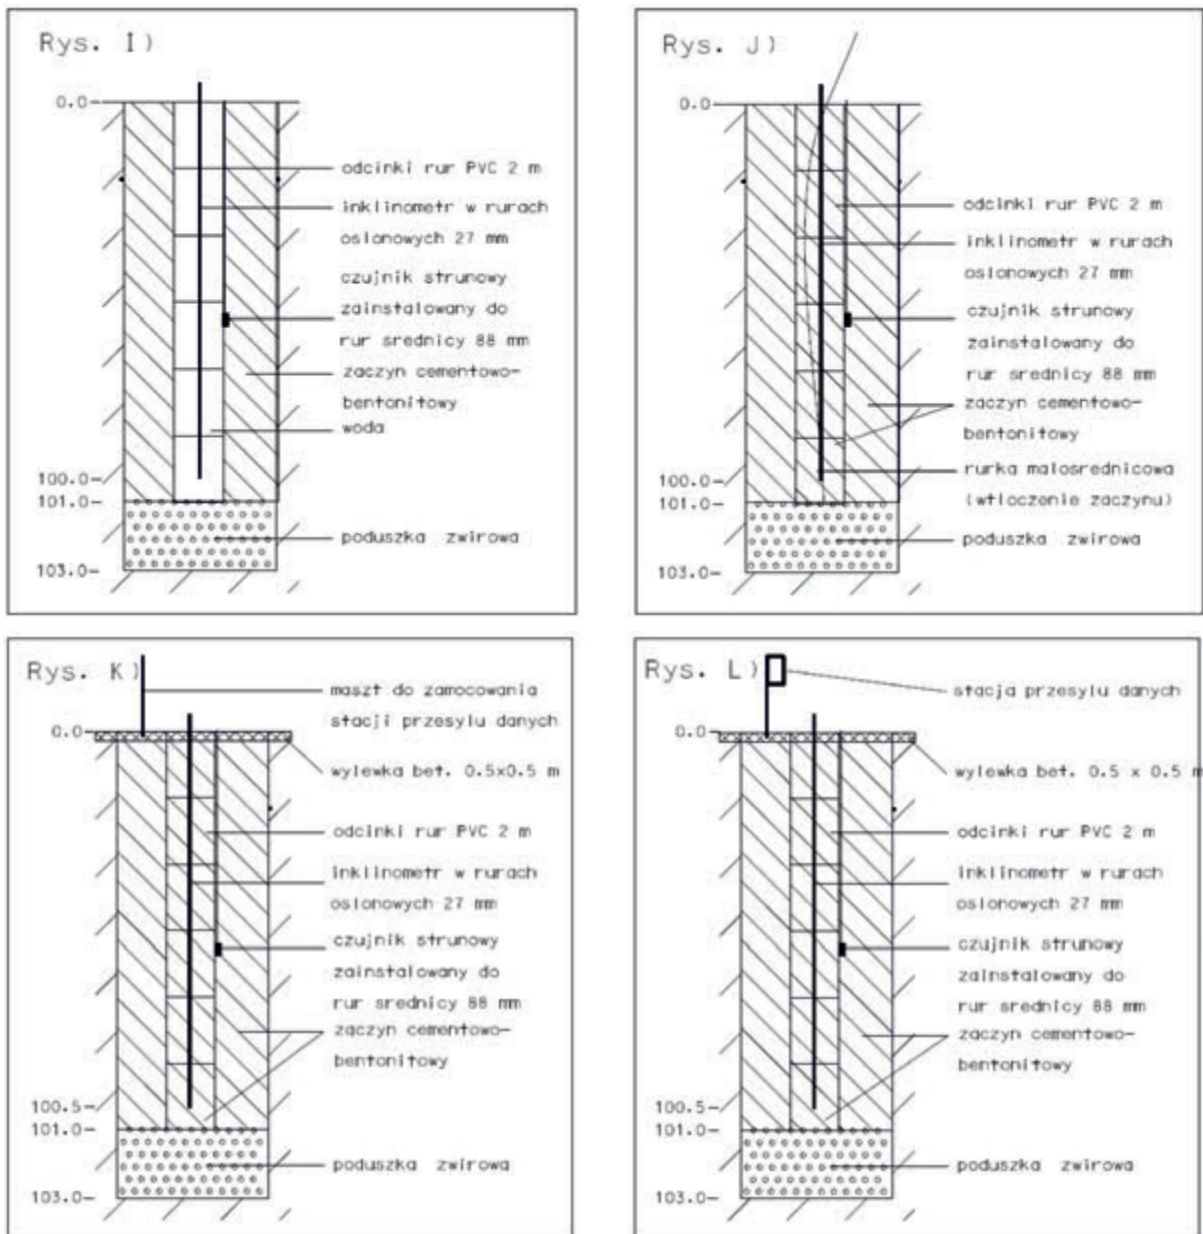 Rys. I)
0.0-
odcinki rur PVC 2 m
inklinometr w rurach
oslonowych 27 mm
czujnik strunowy
zainstalowany do
rur srednicy 88 mm
zaczyn cementowo-
bentonitowy
woda
100.0-
101.0-
poduszka zwirowa
103.0-
Rys. J)
0.0-
odcinki rur PVC 2 m
inklinometr w rurach
oslonowych 27 mm
czujnik strunowy
zainstalowany do
rur srednicy 88 mm
zaczyn cementowo-
bentonitowy
rurka malosrednicowa
(wtloczenie zaczynu)
100.0-
101.0-
poduszka zwirowa
103.0-
Rys. K)
maszt do zamocowania
stacji przesylu danych
0.0-
wylewka bet. 0.5x0.5 m
odcinki rur PVC 2 m
inklinometr w rurach
oslonowych 27 mm
czujnik strunowy
zainstalowany do
rur srednicy 88 mm
zaczyn cementowo-
bentonitowy
100.5-
101.0-
poduszka zwirowa
103.0-
Rys. L)
stacja przesylu danych
0.0-
wylewka bet. 0.5 x 0.5 m
odcinki rur PVC 2 m
inklinometr w rurach
oslonowych 27 mm
czujnik strunowy
zainstalowany do
rur srednicy 88 mm
zaczyn cementowo-
bentonitowy
100.5-
101.0-
poduszka zwirowa
103.0-